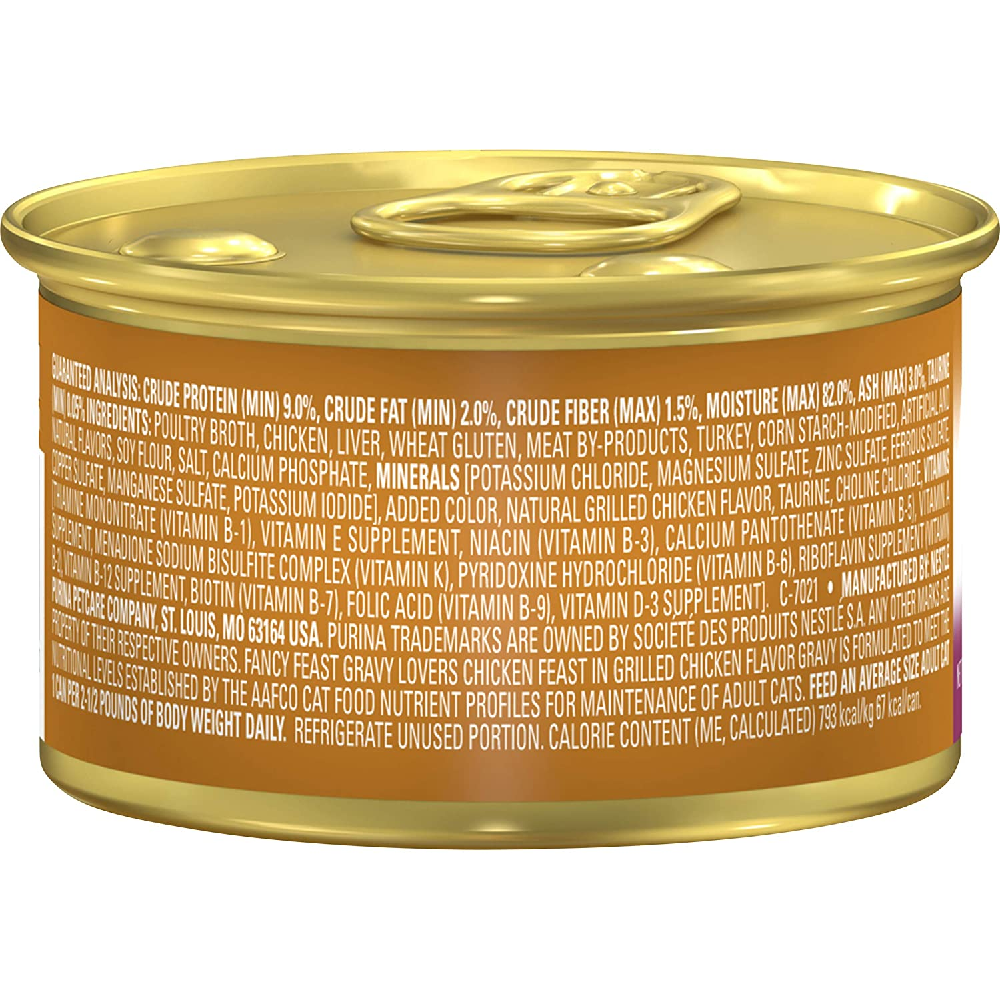 GUARANTEED ANALYSIS: CRUDE PROTEIN (MIN) 9.0%, CRUDE FAT (MIN) 2.0%, CRUDE FIBER (MAX) 1.5%, MOISTURE (MAX) 82.0%, ASH (MAX) 3.0%, TAURINE
(MIN) 0.05% INGREDIENTS: POULTRY BROTH, CHICKEN, LIVER, WHEAT GLUTEN, MEAT BY-PRODUCTS, TURKEY, CORN STARCH-MODIFIED, ARTIFICIAL AND
NATURAL FLAVORS, SOY FLOUR, SALT, CALCIUM PHOSPHATE, MINERALS [POTASSIUM CHLORIDE, MAGNESIUM SULFATE, ZINC SULFATE, FERROUS SULFATE,
COPPER SULFATE, MANGANESE SULFATE, POTASSIUM IODIDE], ADDED COLOR, NATURAL GRILLED CHICKEN FLAVOR, TAURINE, CHOLINE CHLORIDE, VITAMINS
[THIAMINE MONONITRATE (VITAMIN B-1), VITAMIN E SUPPLEMENT, NIACIN (VITAMIN B-3), CALCIUM PANTOTHENATE (VITAMIN B-5), VITAMIN A
SUPPLEMENT, MENADIONE SODIUM BISULFITE COMPLEX (VITAMIN K), PYRIDOXINE HYDROCHLORIDE (VITAMIN B-6), RIBOFLAVIN SUPPLEMENT (VITAMIN
B-2), VITAMIN B-12 SUPPLEMENT, BIOTIN (VITAMIN B-7), FOLIC ACID (VITAMIN B-9), VITAMIN D-3 SUPPLEMENT]. C-7021 • MANUFACTURED BY: NESTLÉ
PURINA PETCARE COMPANY, ST. LOUIS, MO 63164 USA. PURINA TRADEMARKS ARE OWNED BY SOCIÉTÉ DES PRODUITS NESTLÉ S.A. ANY OTHER MARKS ARE
PROPERTY OF THEIR RESPECTIVE OWNERS. FANCY FEAST GRAVY LOVERS CHICKEN FEAST IN GRILLED CHICKEN FLAVOR GRAVY IS FORMULATED TO MEET THE
NUTRITIONAL LEVELS ESTABLISHED BY THE AAFCO CAT FOOD NUTRIENT PROFILES FOR MAINTENANCE OF ADULT CATS. FEED AN AVERAGE SIZE ADULT CAT
1 CAN PER 2-1/2 POUNDS OF BODY WEIGHT DAILY. REFRIGERATE UNUSED PORTION. CALORIE CONTENT (ME, CALCULATED) 793 kcal/kg 67 kcal/can.